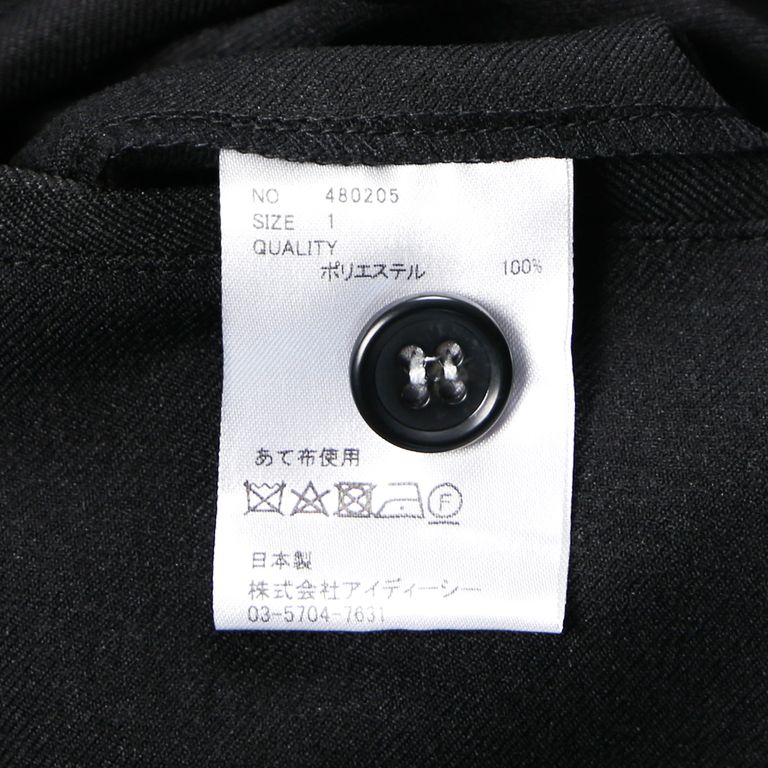 NO 480205
SIZE 1
QUALITY
ポリエステル 100%
あて布使用
F
日本製
株式会社アイディーシー
03-5704-7631